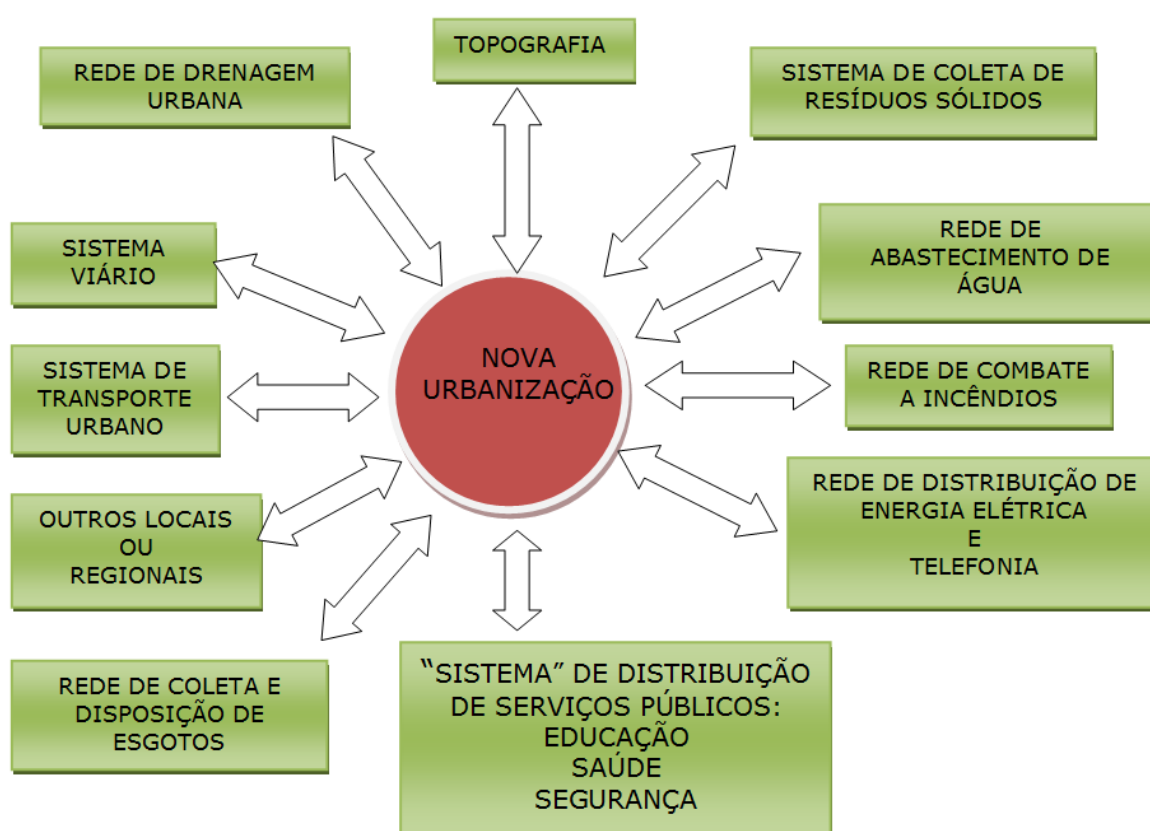 TOPOGRAFIA
REDE DE DRENAGEM
URBANA
SISTEMA DE COLETA DE
RESÍDUOS SÓLIDOS
SISTEMA
VIÁRIO
REDE DE
ABASTECIMENTO DE
ÁGUA
NOVA
URBANIZAÇÃO
SISTEMA DE
TRANSPORTE
URBANO
REDE DE COMBATE
A INCÊNDIOS
OUTROS LOCAIS
OU
REGIONAIS
REDE DE DISTRIBUIÇÃO DE
ENERGIA ELÉTRICA
E
TELEFONIA
REDE DE COLETA E
DISPOSIÇÃO DE
ESGOTOS
“SISTEMA” DE DISTRIBUIÇÃO
DE SERVIÇOS PÚBLICOS:
EDUCAÇÃO
SAÚDE
SEGURANÇA